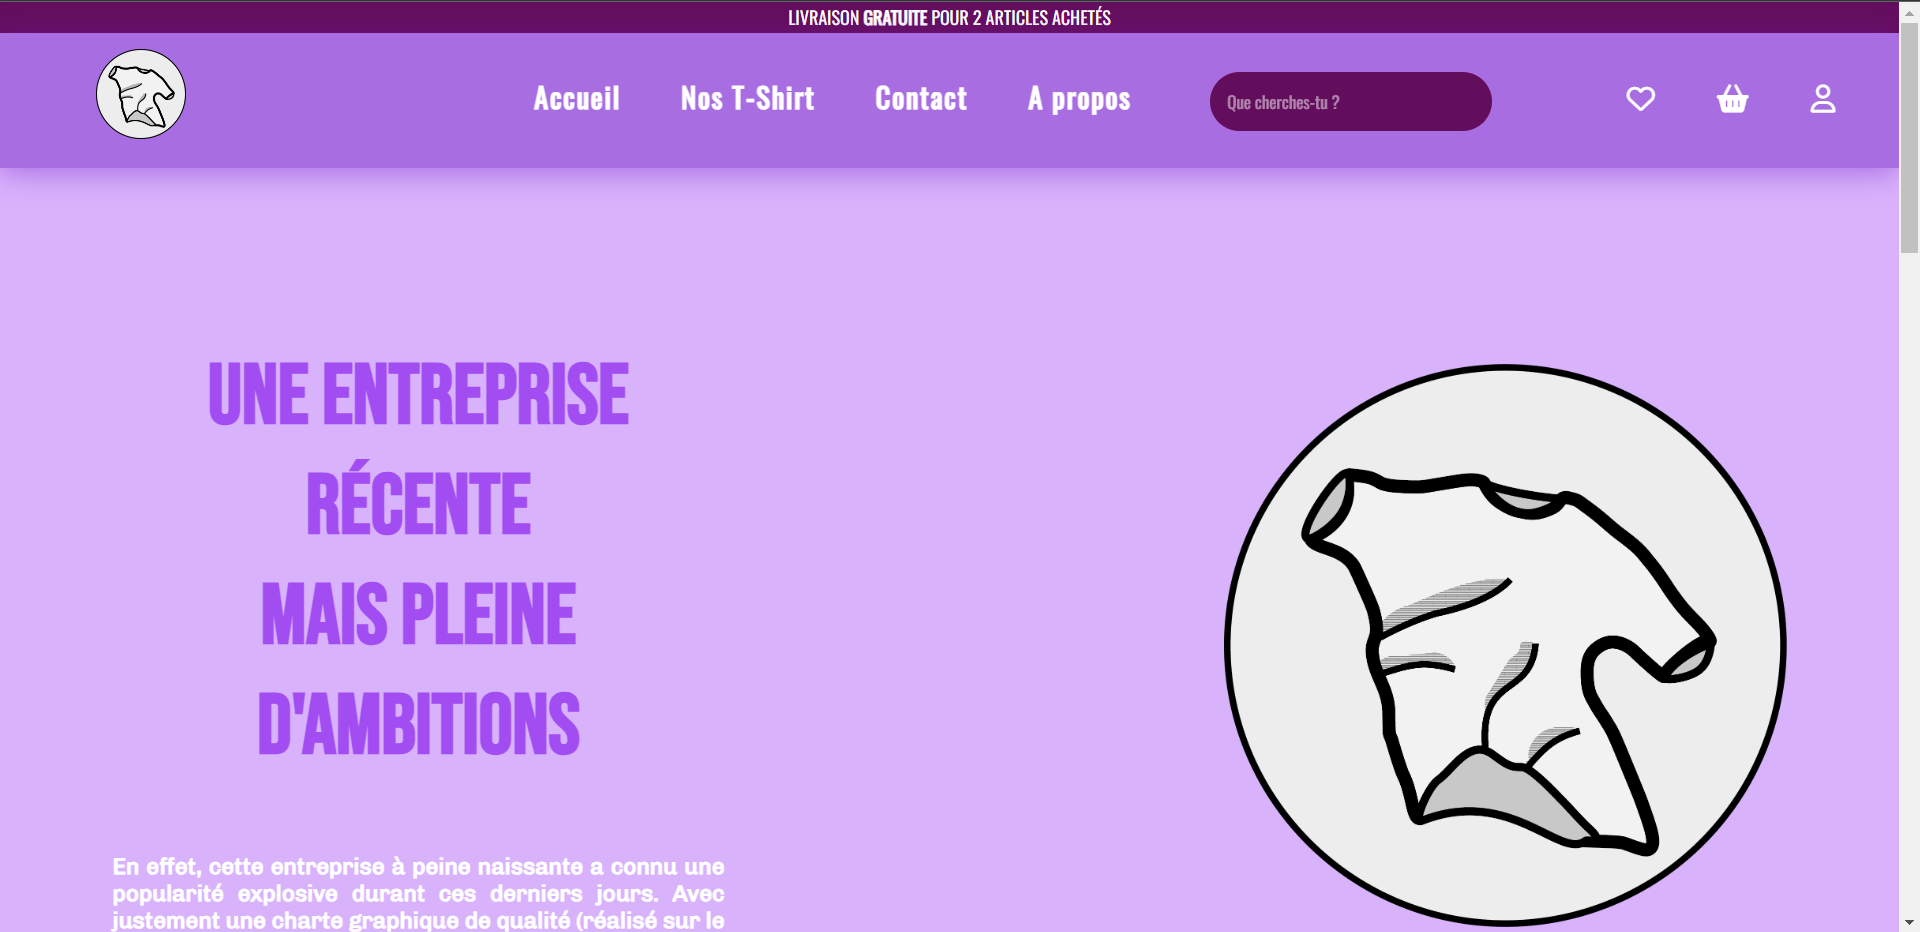 LIVRAISON GRATUITE POUR 2 ARTICLES ACHETÉS
Accueil Nos T-Shirt Contact A propos Que cherches-tu ?
UNE ENTREPRISE
RÉCENTE
MAIS PLEINE
D'AMBITIONS
En effet, cette entreprise à peine naissante a connu une
popularité explosive durant ces derniers jours. Avec
justement une charte graphique de qualité (réalisé sur le